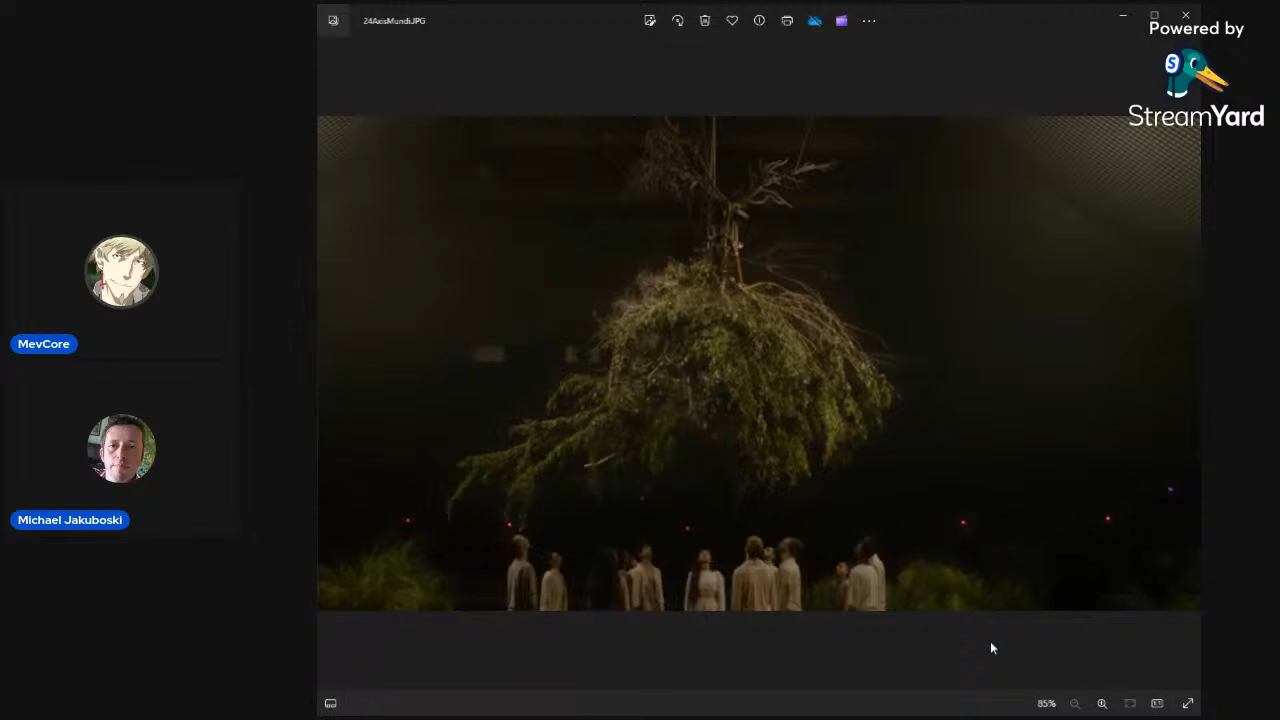 24AxisMundi.JPG
Powered by
S
StreamYard
MevCore
Michael Jakuboski
85%